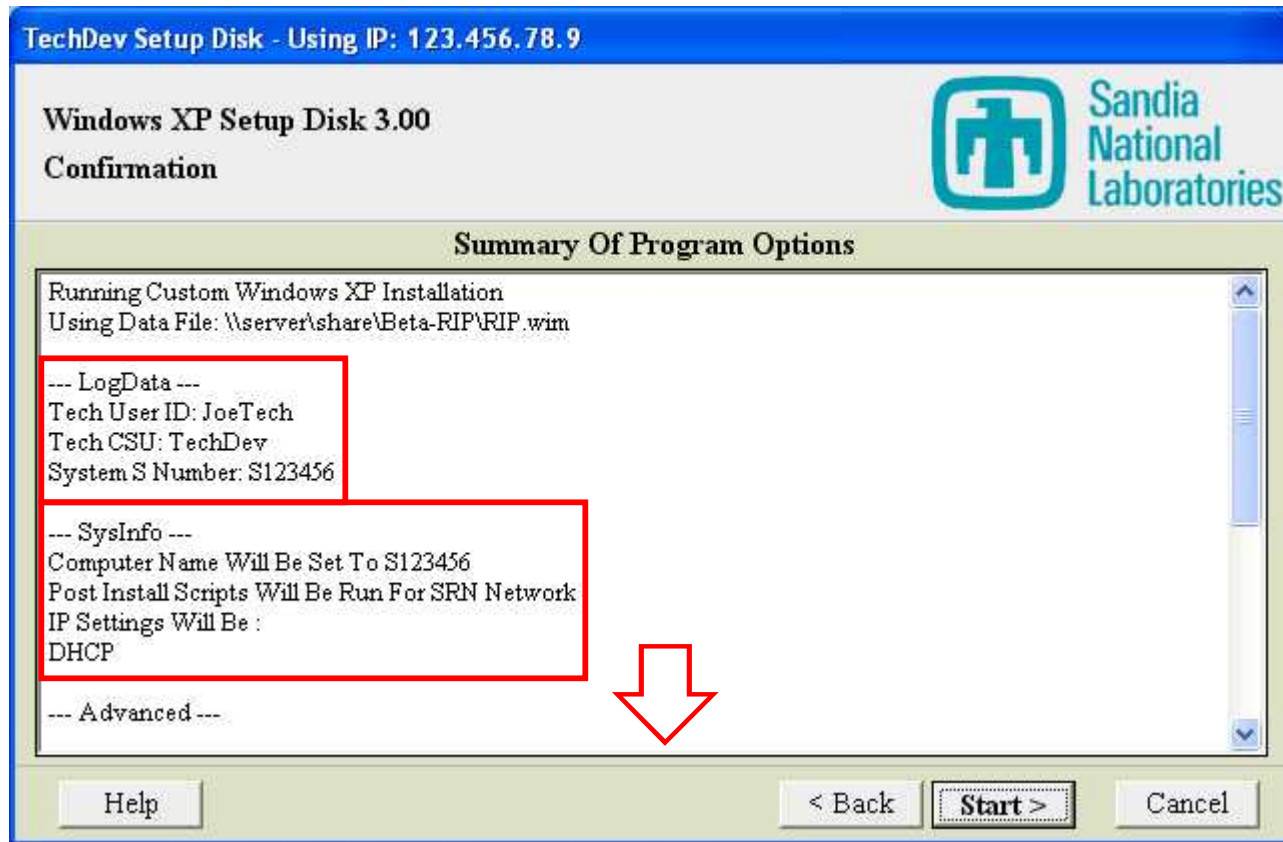 TechDev Setup Disk - Using IP: 123.456.78.9
Windows XP Setup Disk 3.00
Confirmation
Sandia
National
Laboratories
Summary Of Program Options
Running Custom Windows XP Installation
Using Data File: \\server\share\Beta-RIP\RIP.wim
--- LogData ---
Tech User ID: JoeTech
Tech CSU: TechDev
System S Number: S123456
--- SysInfo ---
Computer Name Will Be Set To S123456
Post Install Scripts Will Be Run For SRN Network
IP Settings Will Be :
DHCP
--- Advanced ---
Help
< Back
Start >
Cancel